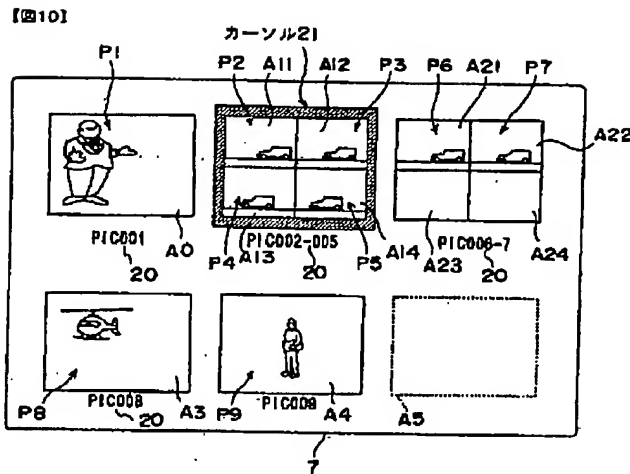 【図10】
カーソル21
P1 P2 A11 A12 P3 P6 A21 P7
A22
PIC001 A0 PIC002-005 A14 PIC006-7
20 P4 A13 20 P5 A23 20 A24
PIC008 A3 PIC009 A4
P8 20 P9 A5
7